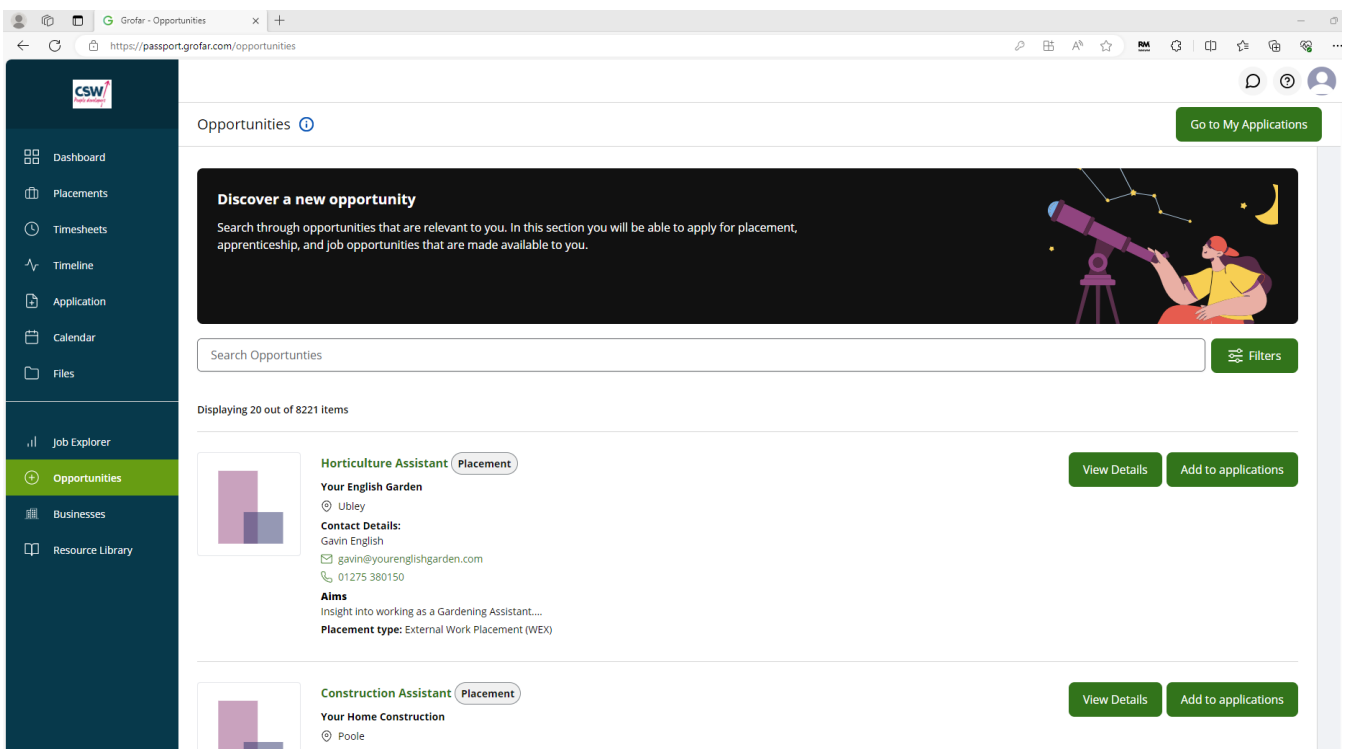 Grofar - Opportunities
https://passport.grofar.com/opportunities
RM
CSW
People developers
Opportunities
Go to My Applications
Dashboard
Placements
Timesheets
Timeline
Application
Calendar
Files
Job Explorer
Opportunities
Businesses
Resource Library
Discover a new opportunity
Search through opportunities that are relevant to you. In this section you will be able to apply for placement,
apprenticeship, and job opportunities that are made available to you.
Search Opportunties
Filters
Displaying 20 out of 8221 items
Horticulture Assistant Placement
View Details
Add to applications
Your English Garden
Ubley
Contact Details:
Gavin English
gavin@yourenglishgarden.com
01275 380150
Aims
Insight into working as a Gardening Assistant....
Placement type: External Work Placement (WEX)
Construction Assistant Placement
View Details
Add to applications
Your Home Construction
Poole